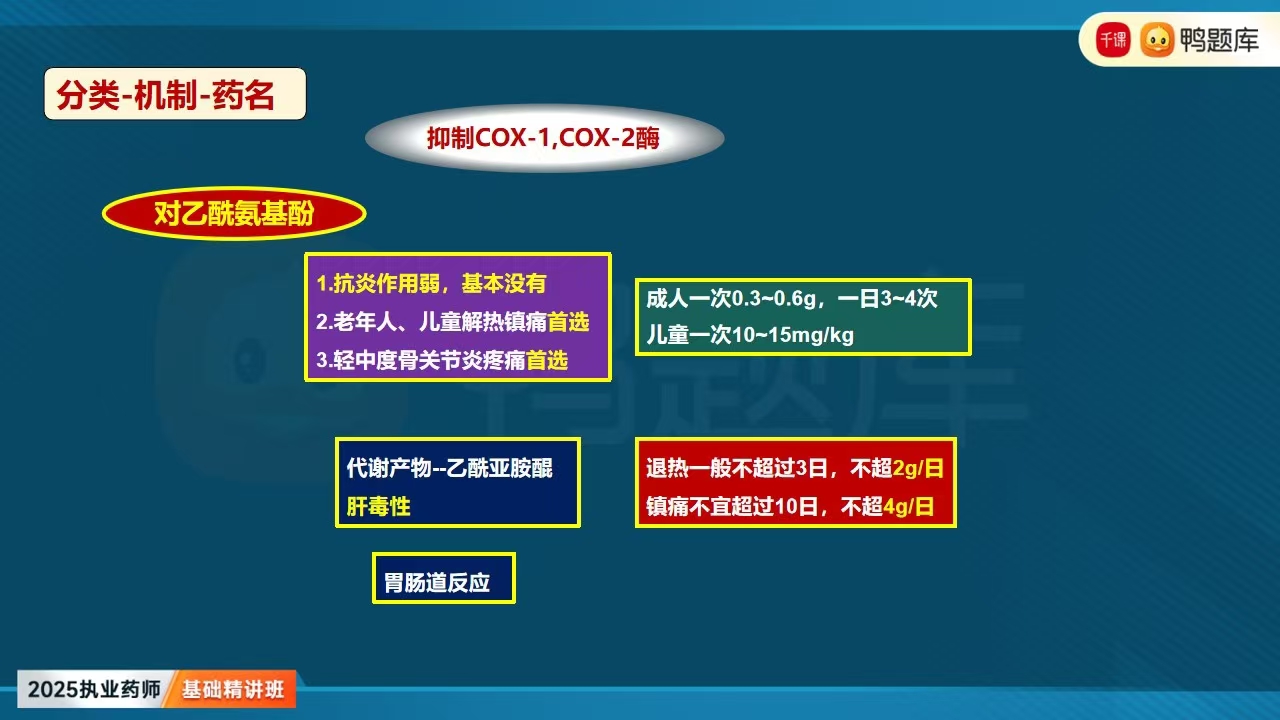 千课 鸭题库
分类-机制-药名
抑制COX-1,COX-2酶
对乙酰氨基酚
1.抗炎作用弱，基本没有
2.老年人、儿童解热镇痛首选
3.轻中度骨关节炎疼痛首选
成人一次0.3~0.6g，一日3~4次
儿童一次10~15mg/kg
代谢产物--乙酰亚胺醌
肝毒性
退热一般不超过3日，不超2g/日
镇痛不宜超过10日，不超4g/日
胃肠道反应
鸭题库
2025执业药师 基础精讲班